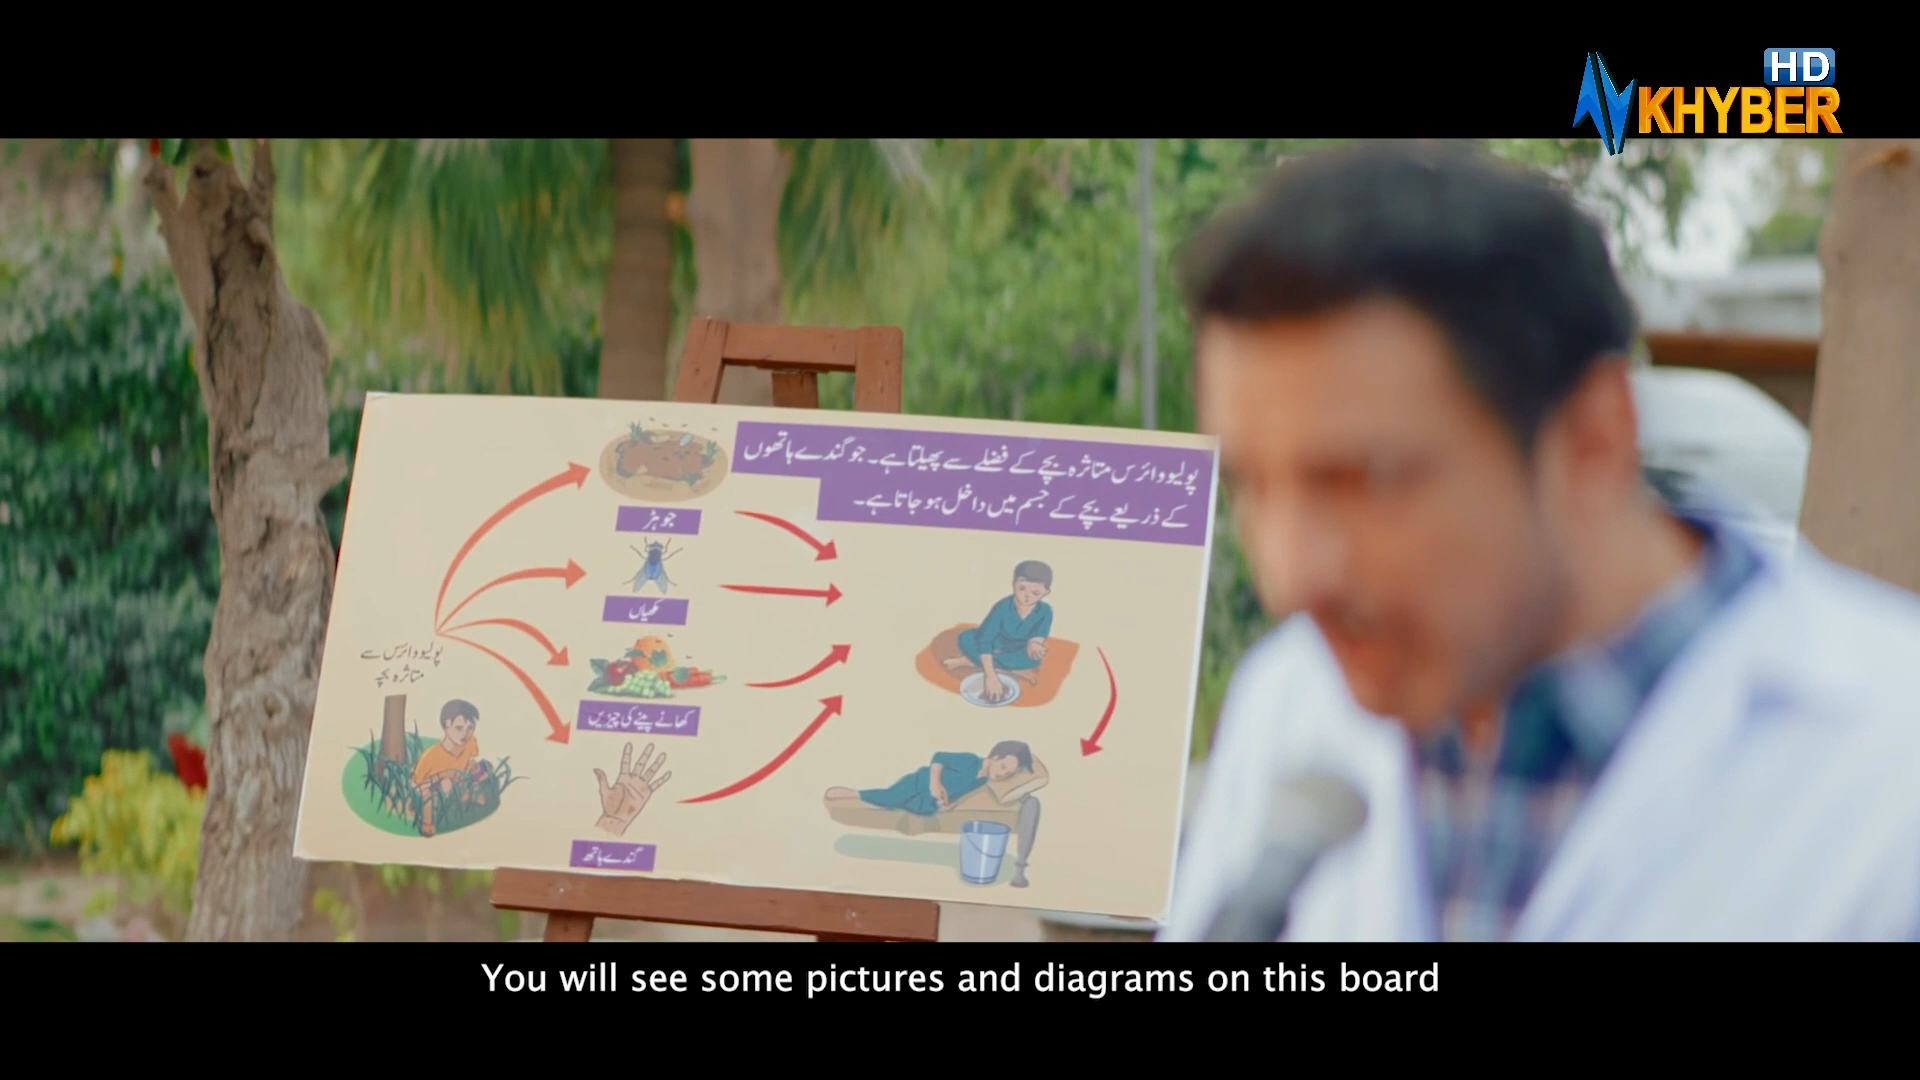 HD
KHYBER
پولیو وائرس متاثرہ بچے کے فضلے سے پھیلتا ہے۔ جو گندے ہاتھوں
کے ذریعے بچے کے جسم میں داخل ہو جاتا ہے۔
جوہڑ
مکھیاں
پولیو وائرس سے
متاثرہ بچہ
کھانے پینے کی چیزیں
گندے ہاتھ
You will see some pictures and diagrams on this board